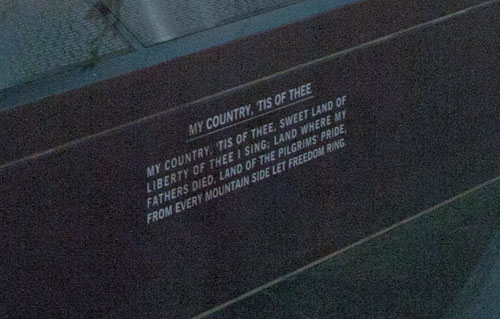 MY COUNTRY, 'TIS OF THEE
MY COUNTRY, 'TIS OF THEE, SWEET LAND OF
LIBERTY OF THEE I SING; LAND WHERE MY
FATHERS DIED, LAND OF THE PILGRIMS' PRIDE,
FROM EVERY MOUNTAIN SIDE LET FREEDOM RING.